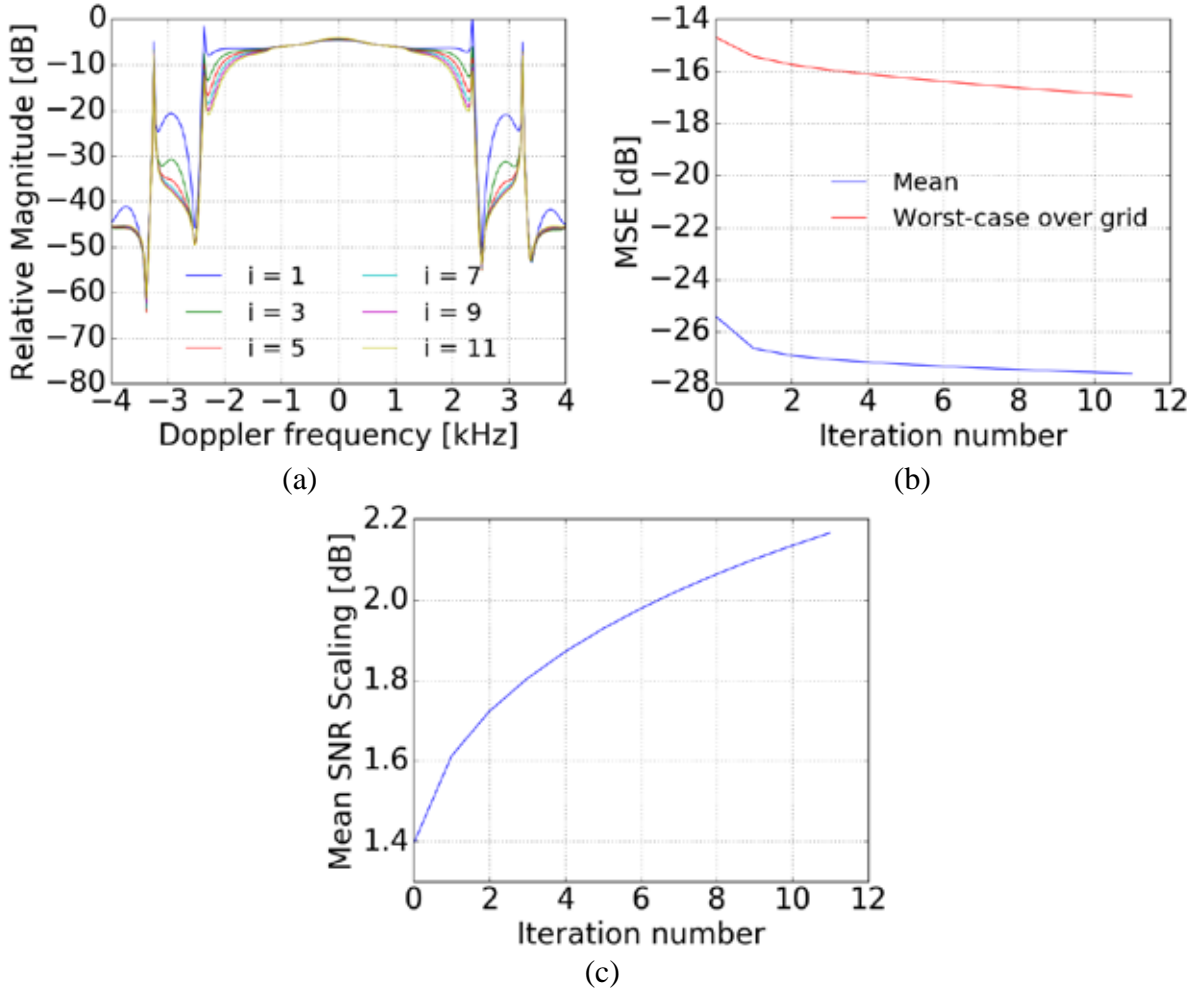 Relative Magnitude [dB]
0
−10
−20
−30
−40
−50
−60
−70
−80
i = 1
i = 3
i = 5
i = 7
i = 9
i = 11
−4 −3 −2 −1 0 1 2 3 4
Doppler frequency [kHz]
(a)
MSE [dB]
−14
−16
−18
−20
−22
−24
−26
−28
Mean
Worst-case over grid
0 2 4 6 8 10 12
Iteration number
(b)
Mean SNR Scaling [dB]
2.2
2.0
1.8
1.6
1.4
0 2 4 6 8 10 12
Iteration number
(c)